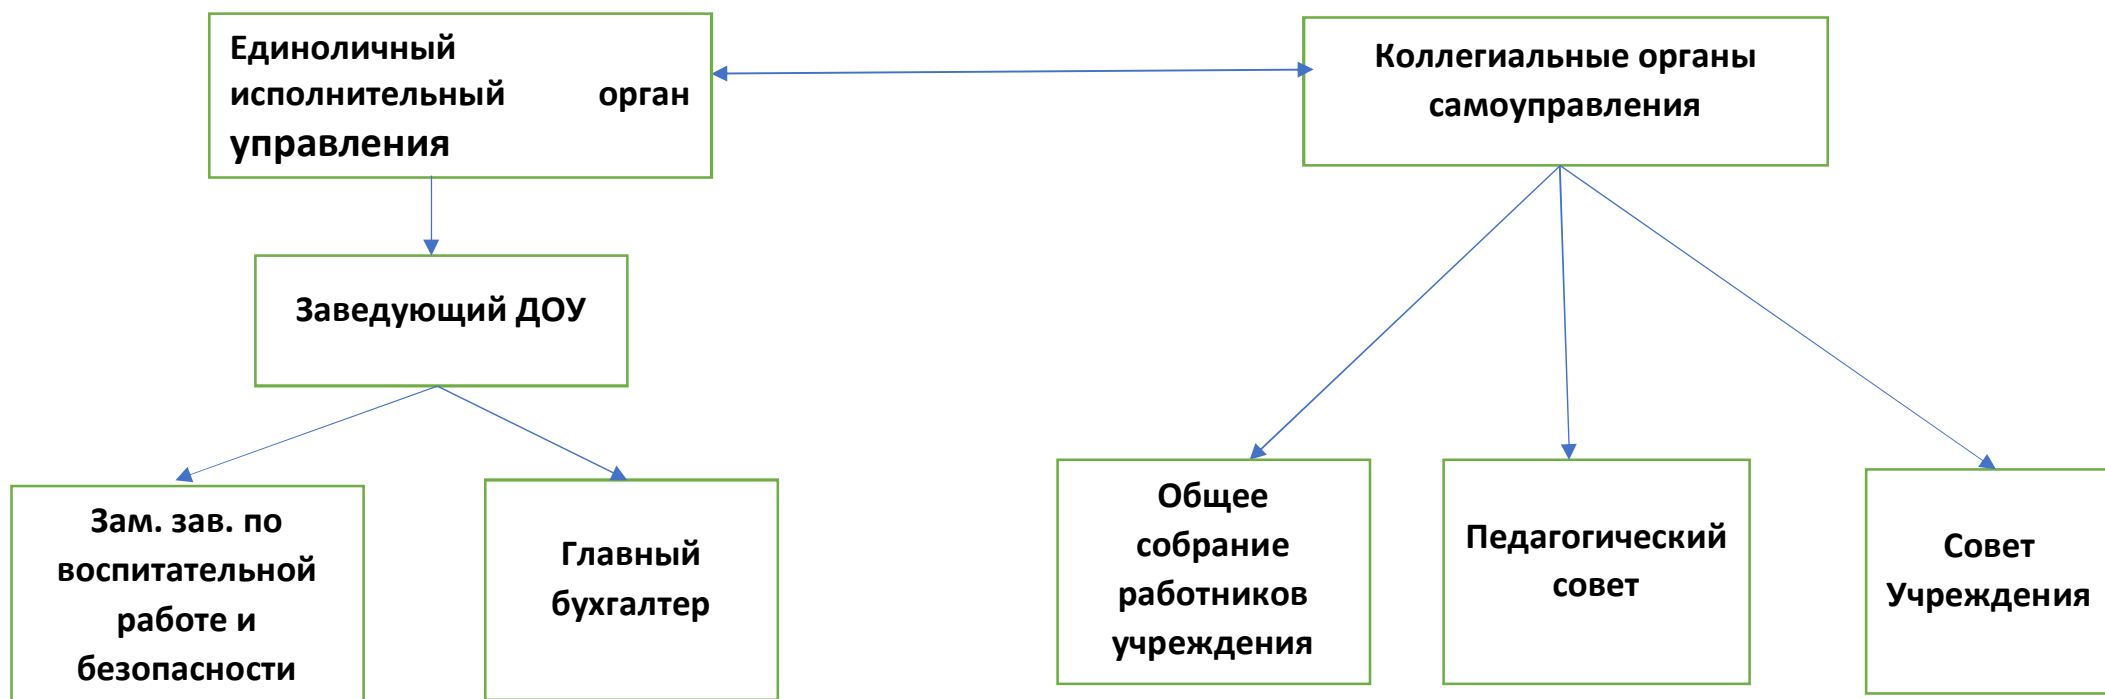 Единоличный
исполнительный орган
управления
Коллегиальные органы
самоуправления
Заведующий ДОУ
Зам. зав. по
воспитательной
работе и
безопасности
Главный
бухгалтер
Общее
собрание
работников
учреждения
Педагогический
совет
Совет
Учреждения